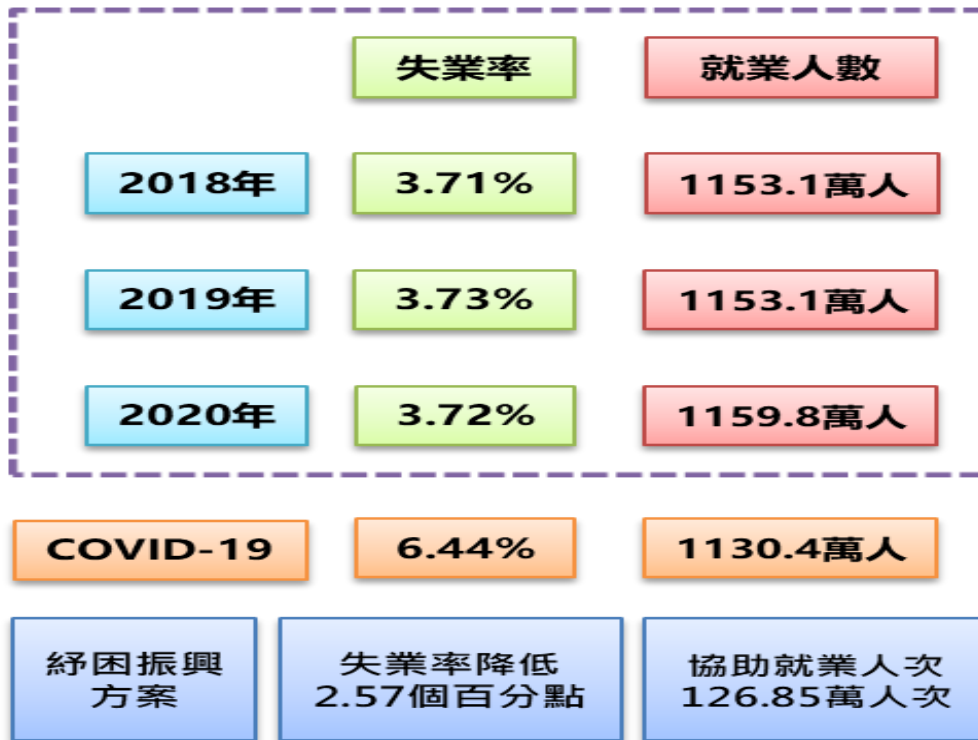 失業率 就業人數
2018年 3.71% 1153.1萬人
2019年 3.73% 1153.1萬人
2020年 3.72% 1159.8萬人
COVID-19 6.44% 1130.4萬人
紓困振興
方案
失業率降低
2.57個百分點
協助就業人次
126.85萬人次